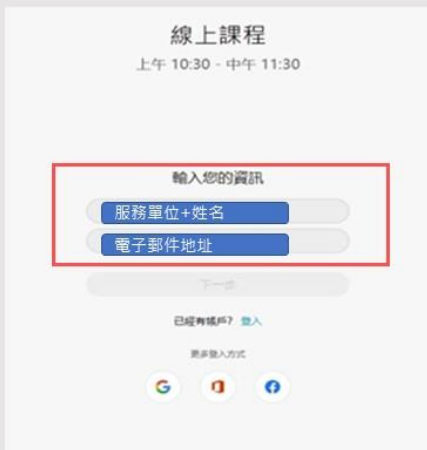 線上課程
上午 10:30 - 中午 11:30
輸入您的資訊
服務單位+姓名
電子郵件地址
下一步
已經有帳戶? 登入
更多登入方式